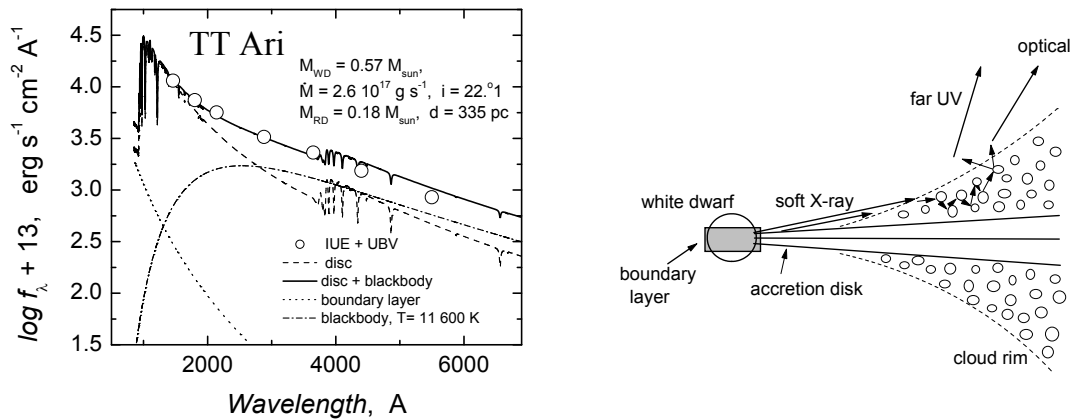 TT Ari
M_WD = 0.57 M_sun,
Ṁ = 2.6 10^17 g s^-1, i = 22.°1
M_RD = 0.18 M_sun, d = 335 pc
4.5
4.0
3.5
3.0
2.5
2.0
1.5
log f_λ + 13, erg s^-1 cm^-2 A^-1
IUE + UBV
disc
disc + blackbody
boundary layer
blackbody, T= 11 600 K
2000
4000
6000
Wavelength, A
optical
far UV
soft X-ray
white dwarf
boundary
layer
accretion disk
cloud rim